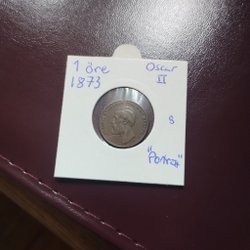 1 öre
1873
Oscar
II
S
"Porträtt"